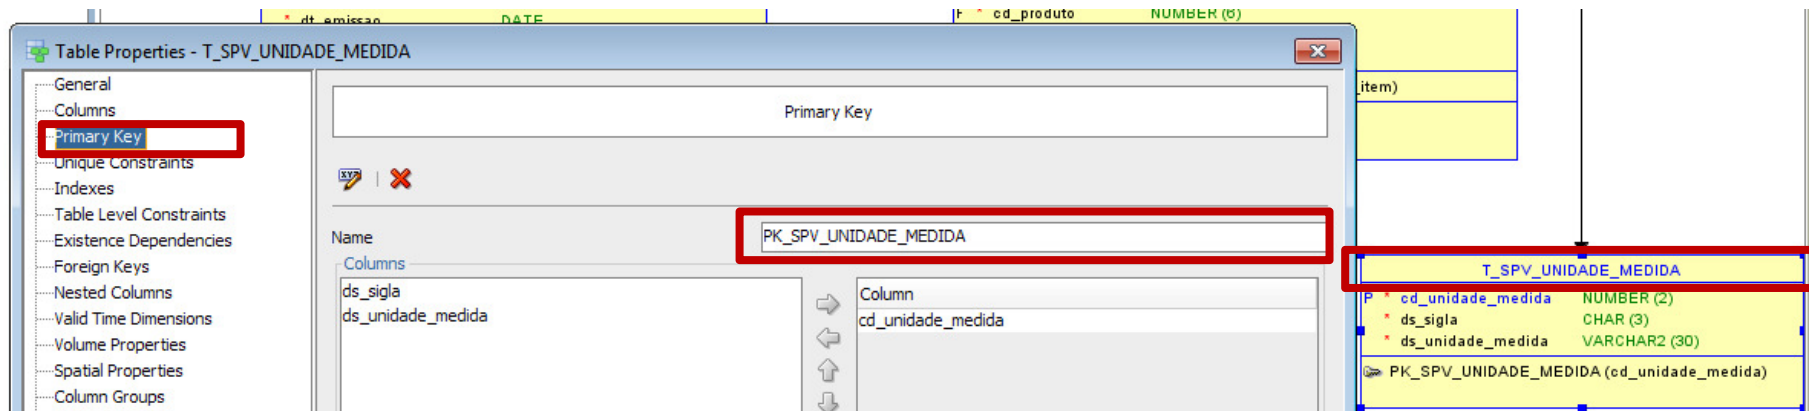 * dt_emissao DATE
F * cd_produto NUMBER (6)
Table Properties - T_SPV_UNIDADE_MEDIDA
General
Columns
Primary Key
Unique Constraints
Indexes
Table Level Constraints
Existence Dependencies
Foreign Keys
Nested Columns
Valid Time Dimensions
Volume Properties
Spatial Properties
Column Groups
Primary Key
Name
PK_SPV_UNIDADE_MEDIDA
Columns
ds_sigla
ds_unidade_medida
Column
cd_unidade_medida
_item)
T_SPV_UNIDADE_MEDIDA
P * cd_unidade_medida NUMBER (2)
* ds_sigla CHAR (3)
* ds_unidade_medida VARCHAR2 (30)
PK_SPV_UNIDADE_MEDIDA (cd_unidade_medida)